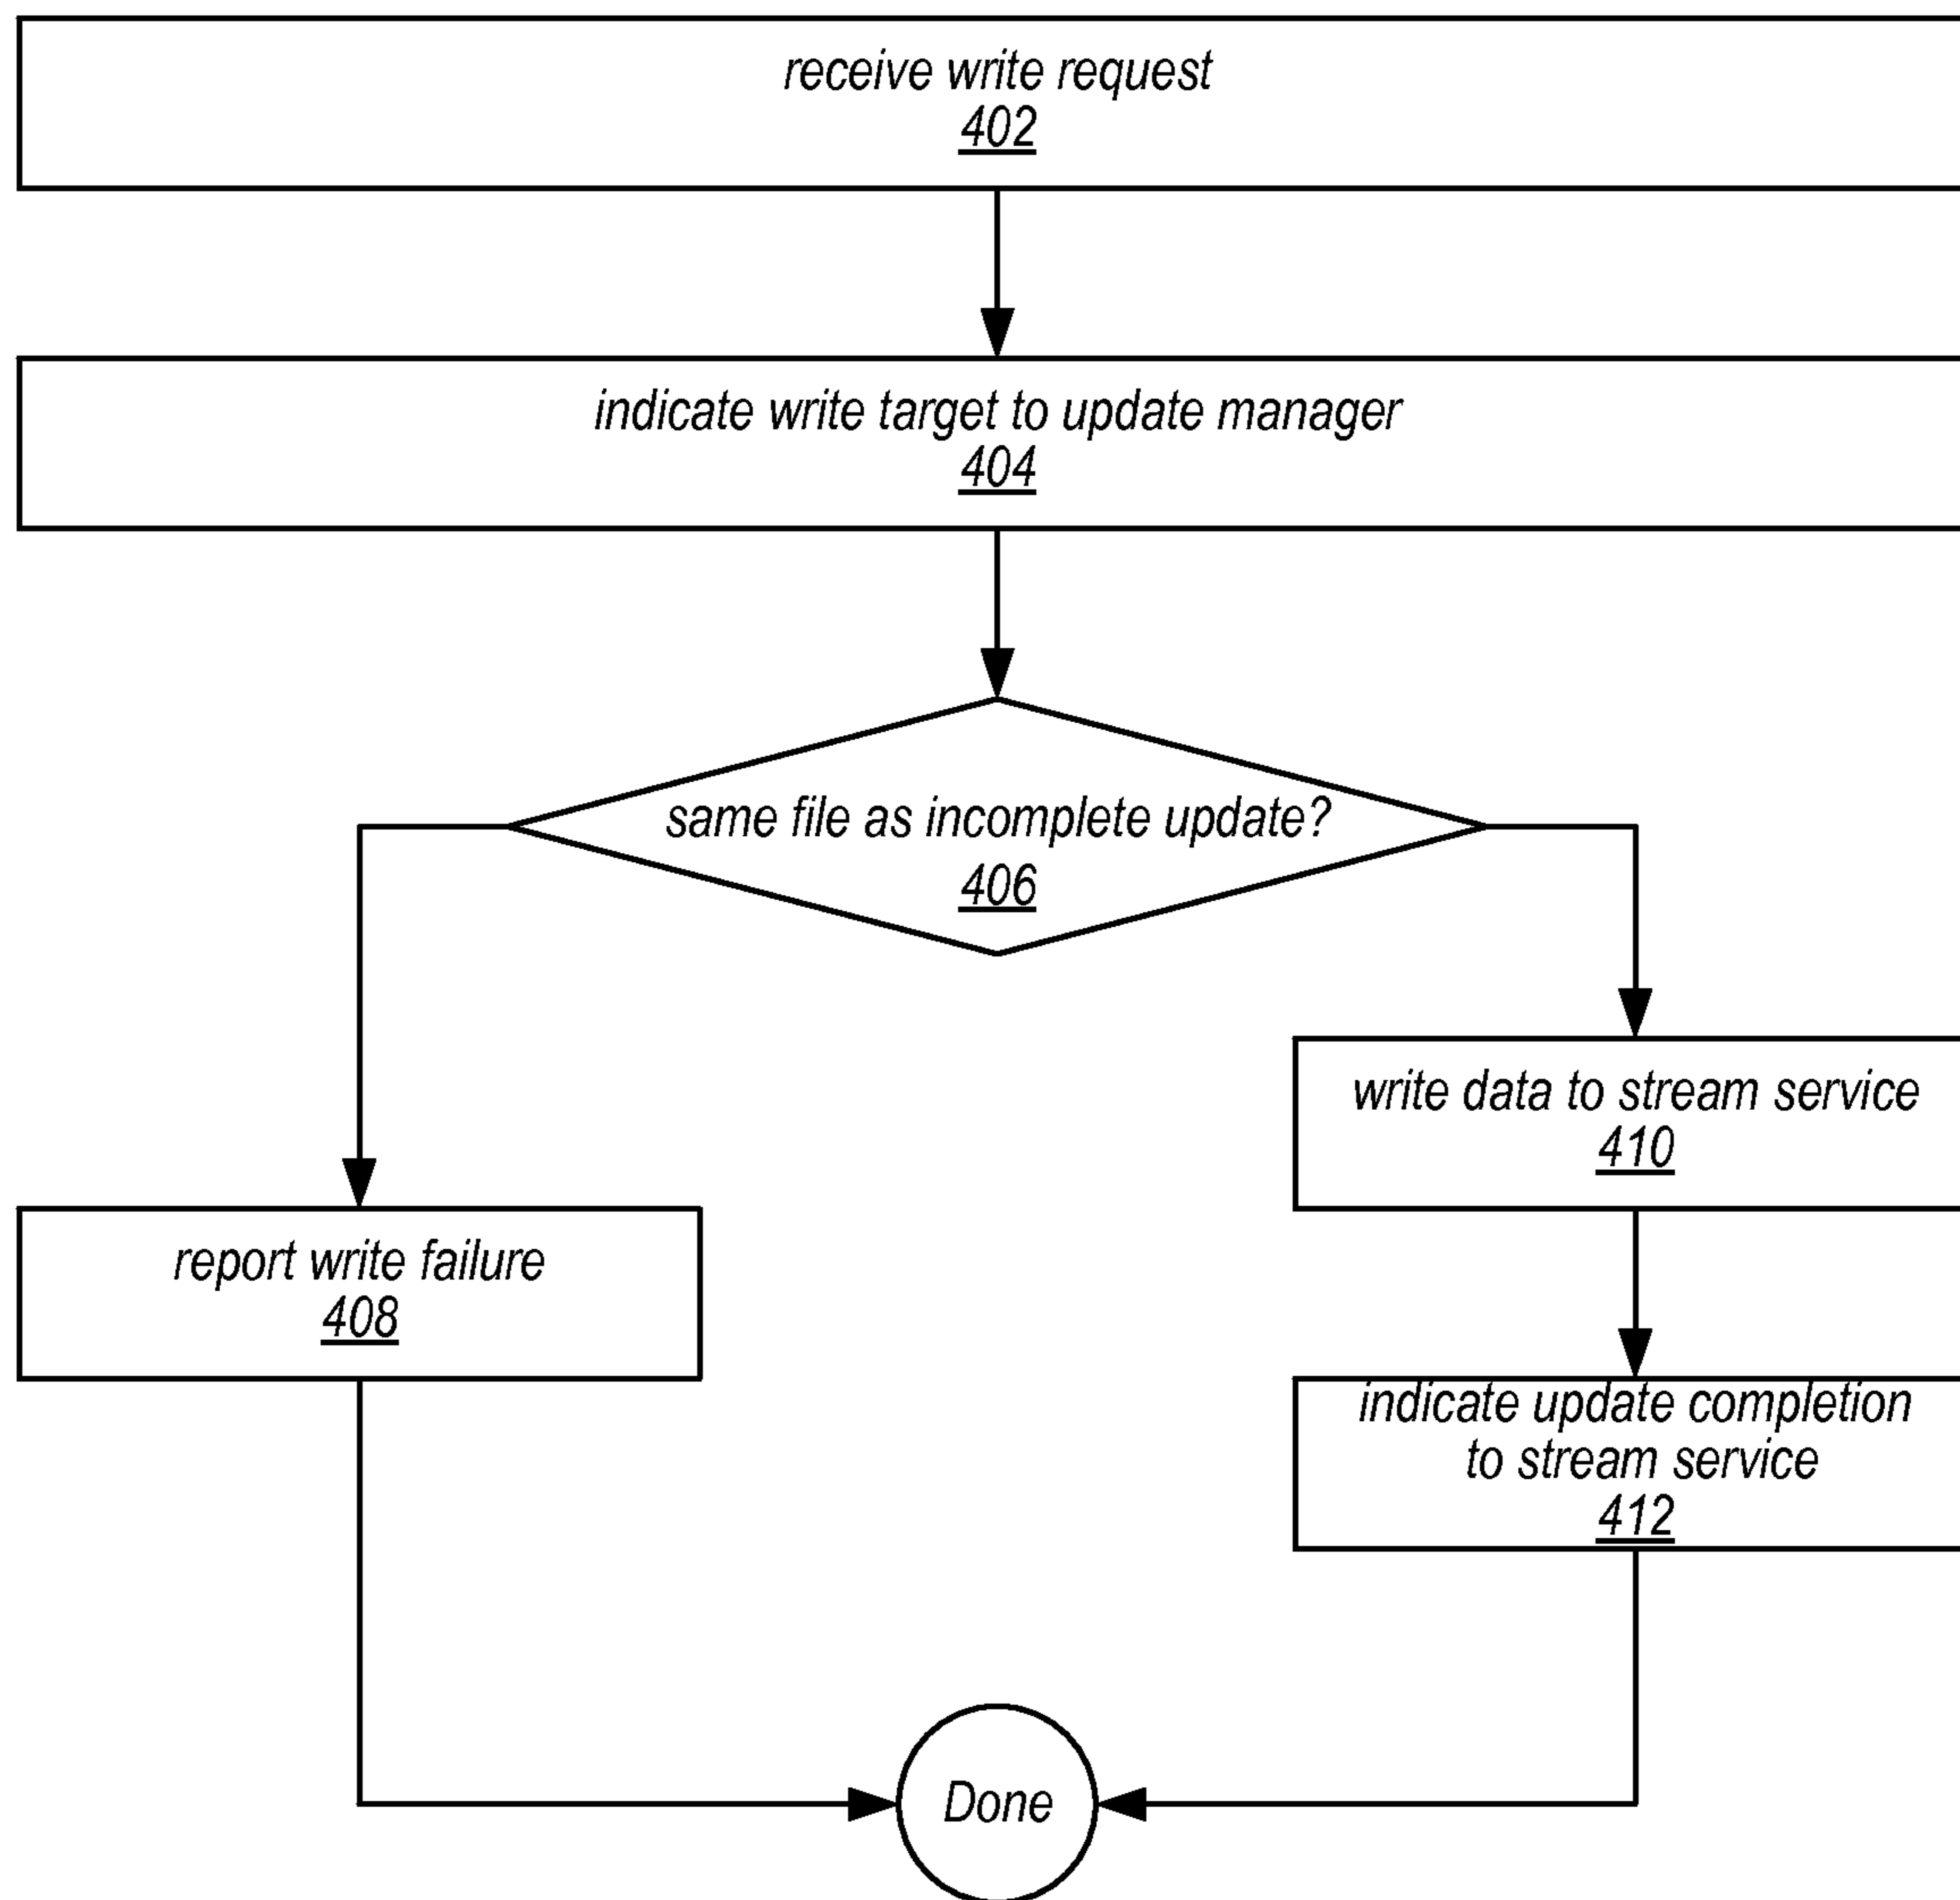 receive write request
402
indicate write target to update manager
404
same file as incomplete update?
406
write data to stream service
410
report write failure
408
indicate update completion
to stream service
412
Done